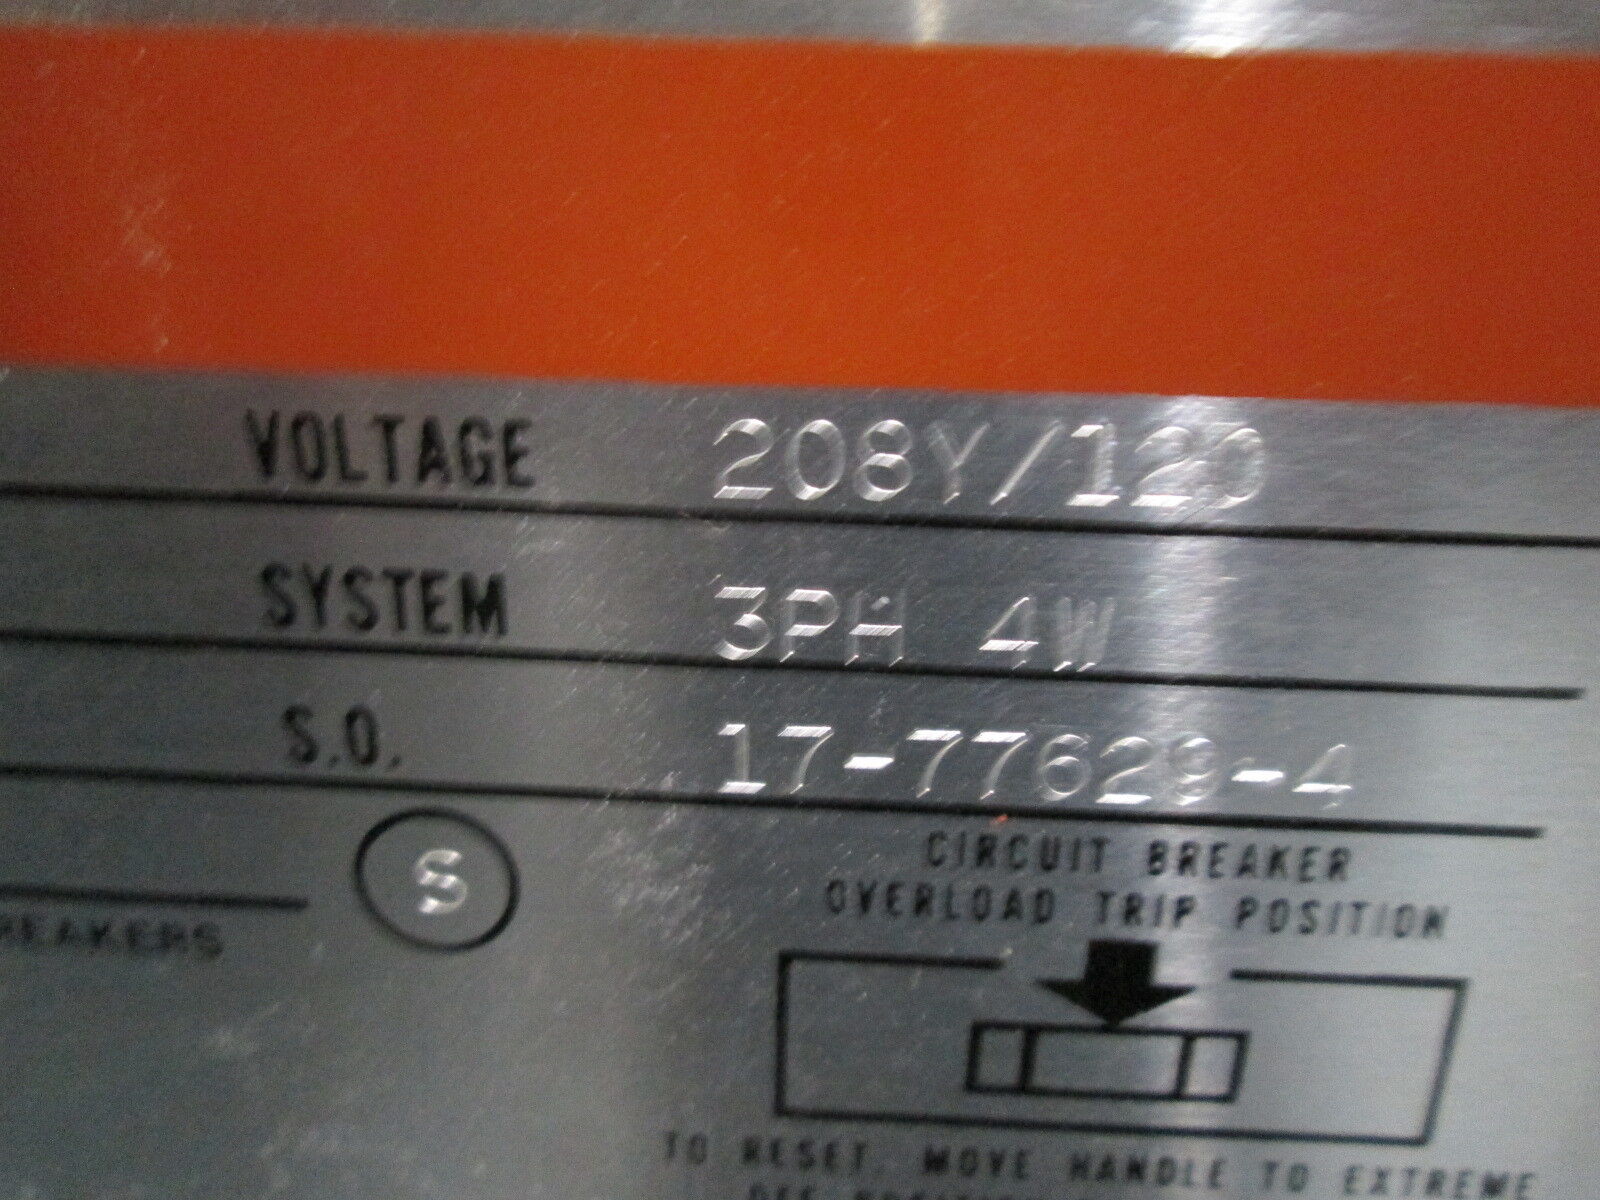 VOLTAGE 208Y/120
SYSTEM 3PH 4W
S.O. 17-77629-4
S
CIRCUIT BREAKER
OVERLOAD TRIP POSITION
REAKERS
TO RESET, MOVE HANDLE TO EXTREME